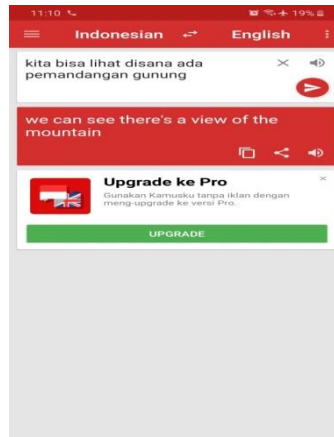 11:10 19%
Indonesian English
kita bisa lihat disana ada
pemandangan gunung
we can see there's a view of the
mountain
Upgrade ke Pro
Gunakan Kamusku tanpa iklan dengan
meng-upgrade ke versi Pro.
UPGRADE